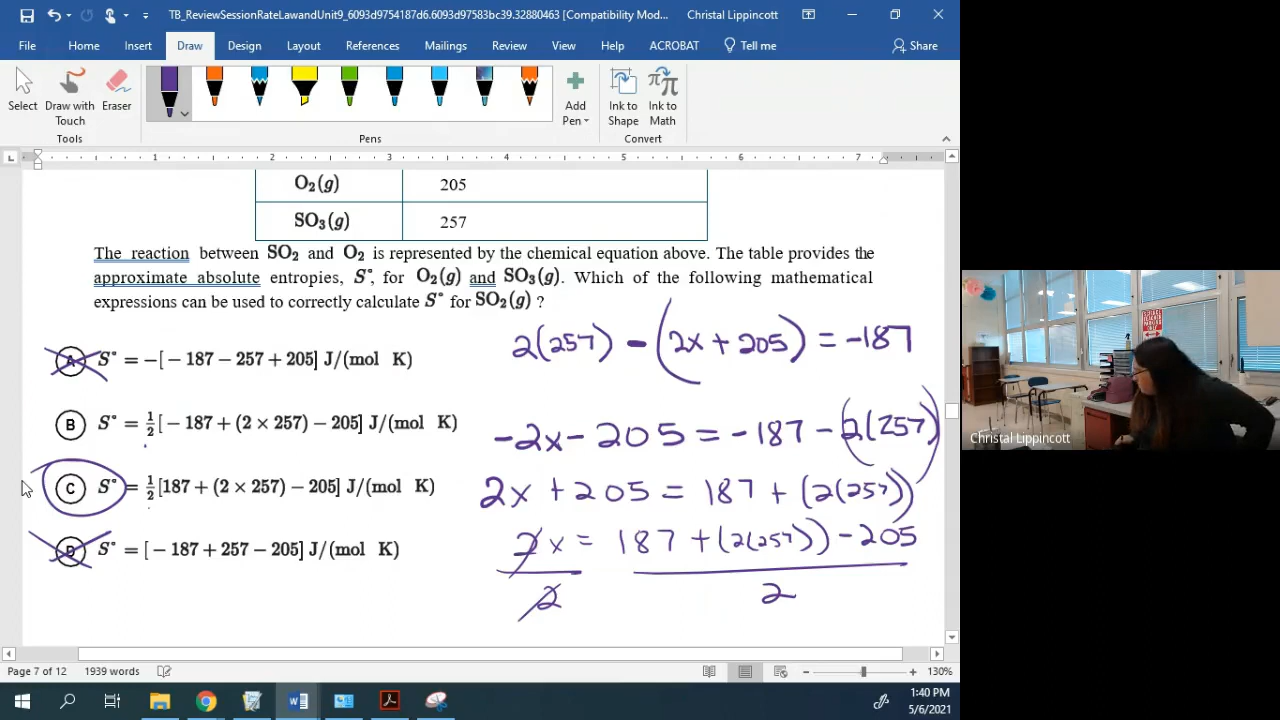 TB_ReviewSessionRateLawandUnit9_6093d9754187d6.6093d97583bc39.32880463 [Compatibility Mod... Christal Lippincott
File Home Insert Draw Design Layout References Mailings Review View Help ACROBAT Tell me Share
Select Draw with Touch Eraser Add Pen Ink to Shape Ink to Math
Tools Pens Convert
1 2 3 4 5 6 7
O₂(g) 205
SO₃(g) 257
The reaction between SO₂ and O₂ is represented by the chemical equation above. The table provides the
approximate absolute entropies, S°, for O₂(g) and SO₃(g). Which of the following mathematical
expressions can be used to correctly calculate S° for SO₂(g) ?
2(257) - (2x + 205) = -187
A S° = −[ − 187 − 257 + 205] J/(mol K)
B S° = 1/2 [ − 187 + (2 × 257) − 205] J/(mol K)
-2x - 205 = -187 - (2(257))
C S° = 1/2 [187 + (2 × 257) − 205] J/(mol K)
2x + 205 = 187 + (2(257))
D S° = [ − 187 + 257 − 205] J/(mol K)
2x = 187 + (2(257)) - 205
2 2
Christal Lippincott
Page 7 of 12 1939 words 130%
1:40 PM
5/6/2021